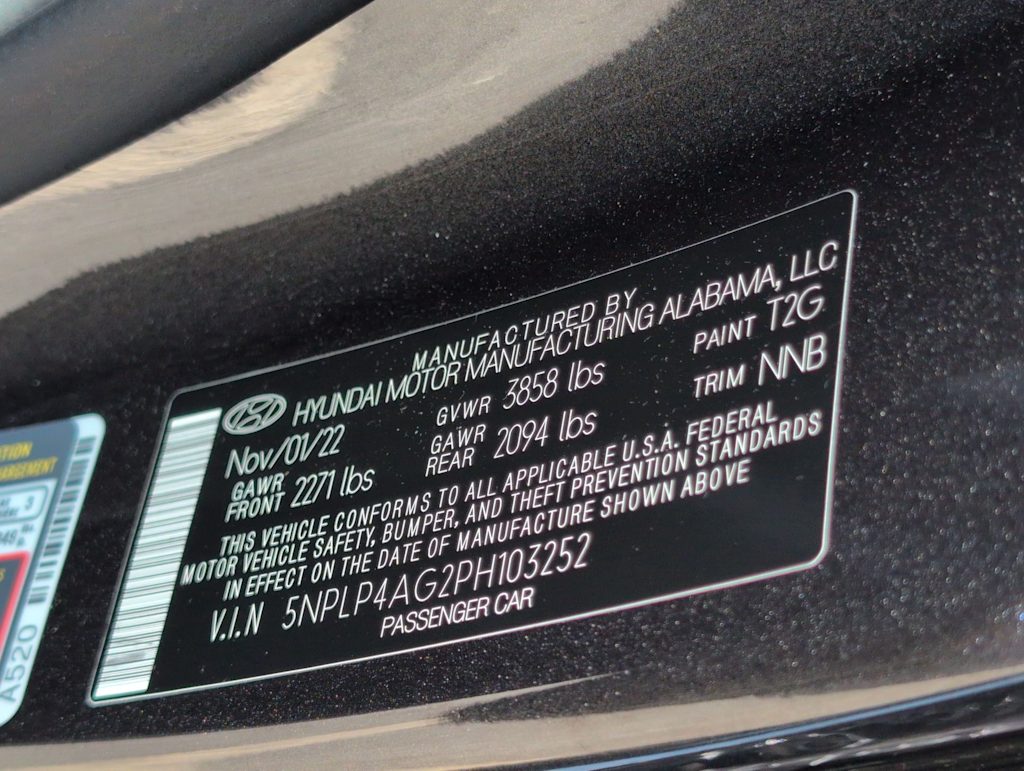 MANUFACTURED BY
HYUNDAI MOTOR MANUFACTURING ALABAMA, LLC
Nov/01/22 GVWR 3858 lbs PAINT T2G
GAWR FRONT 2271 lbs GAWR REAR 2094 lbs TRIM NNB
THIS VEHICLE CONFORMS TO ALL APPLICABLE U.S.A. FEDERAL
MOTOR VEHICLE SAFETY, BUMPER, AND THEFT PREVENTION STANDARDS
IN EFFECT ON THE DATE OF MANUFACTURE SHOWN ABOVE
V.I.N 5NPLP4AG2PH103252
PASSENGER CAR
3
A520